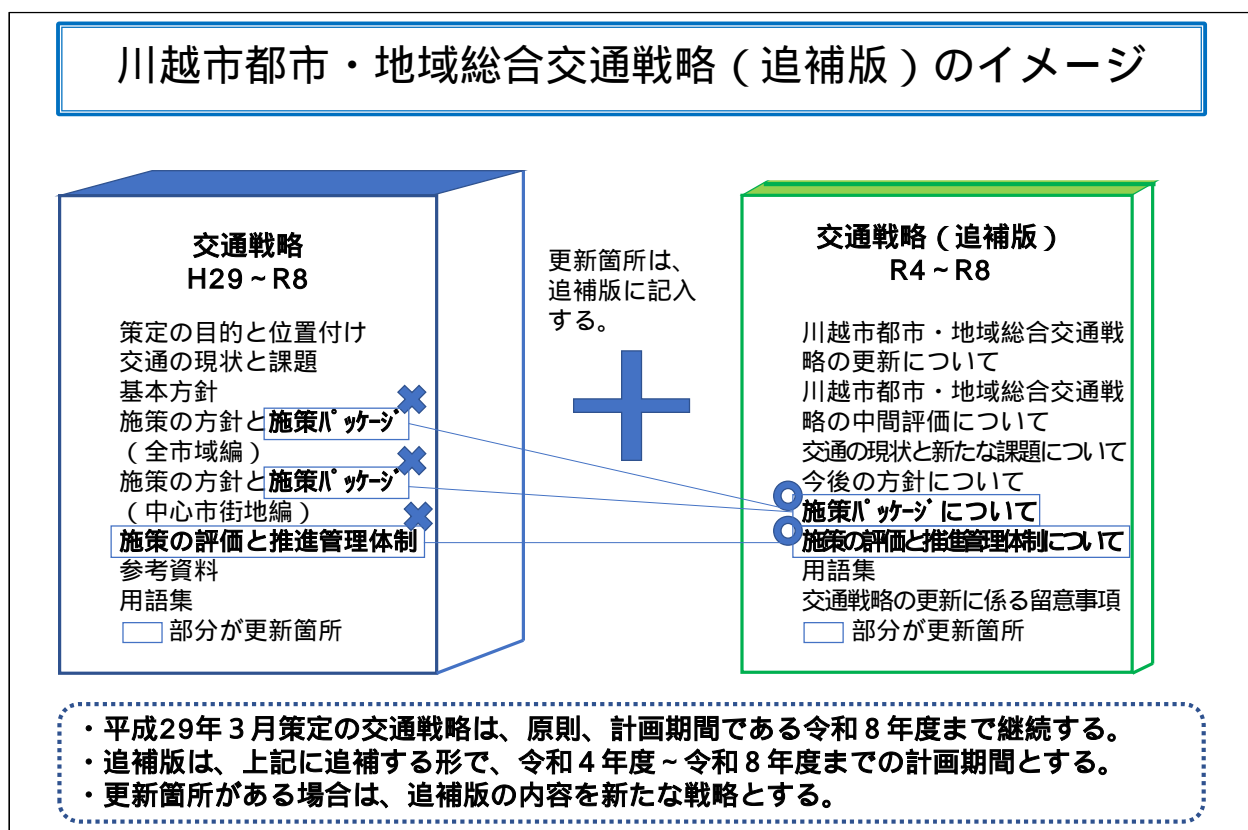 川越市都市・地域総合交通戦略（追補版）のイメージ
交通戦略
H29～R8
策定の目的と位置付け
交通の現状と課題
基本方針
施策の方針と施策ﾊﾟｯｹｰｼﾞ
（全市域編）
施策の方針と施策ﾊﾟｯｹｰｼﾞ
（中心市街地編）
施策の評価と推進管理体制
参考資料
用語集
部分が更新箇所
更新箇所は、
追補版に記入
する。
交通戦略（追補版）
R4～R8
川越市都市・地域総合交通戦
略の更新について
川越市都市・地域総合交通戦
略の中間評価について
交通の現状と新たな課題について
今後の方針について
施策ﾊﾟｯｹｰｼﾞについて
施策の評価と推進管理体制について
用語集
交通戦略の更新に係る留意事項
部分が更新箇所
・平成29年３月策定の交通戦略は、原則、計画期間である令和８年度まで継続する。
・追補版は、上記に追補する形で、令和４年度～令和８年度までの計画期間とする。
・更新箇所がある場合は、追補版の内容を新たな戦略とする。